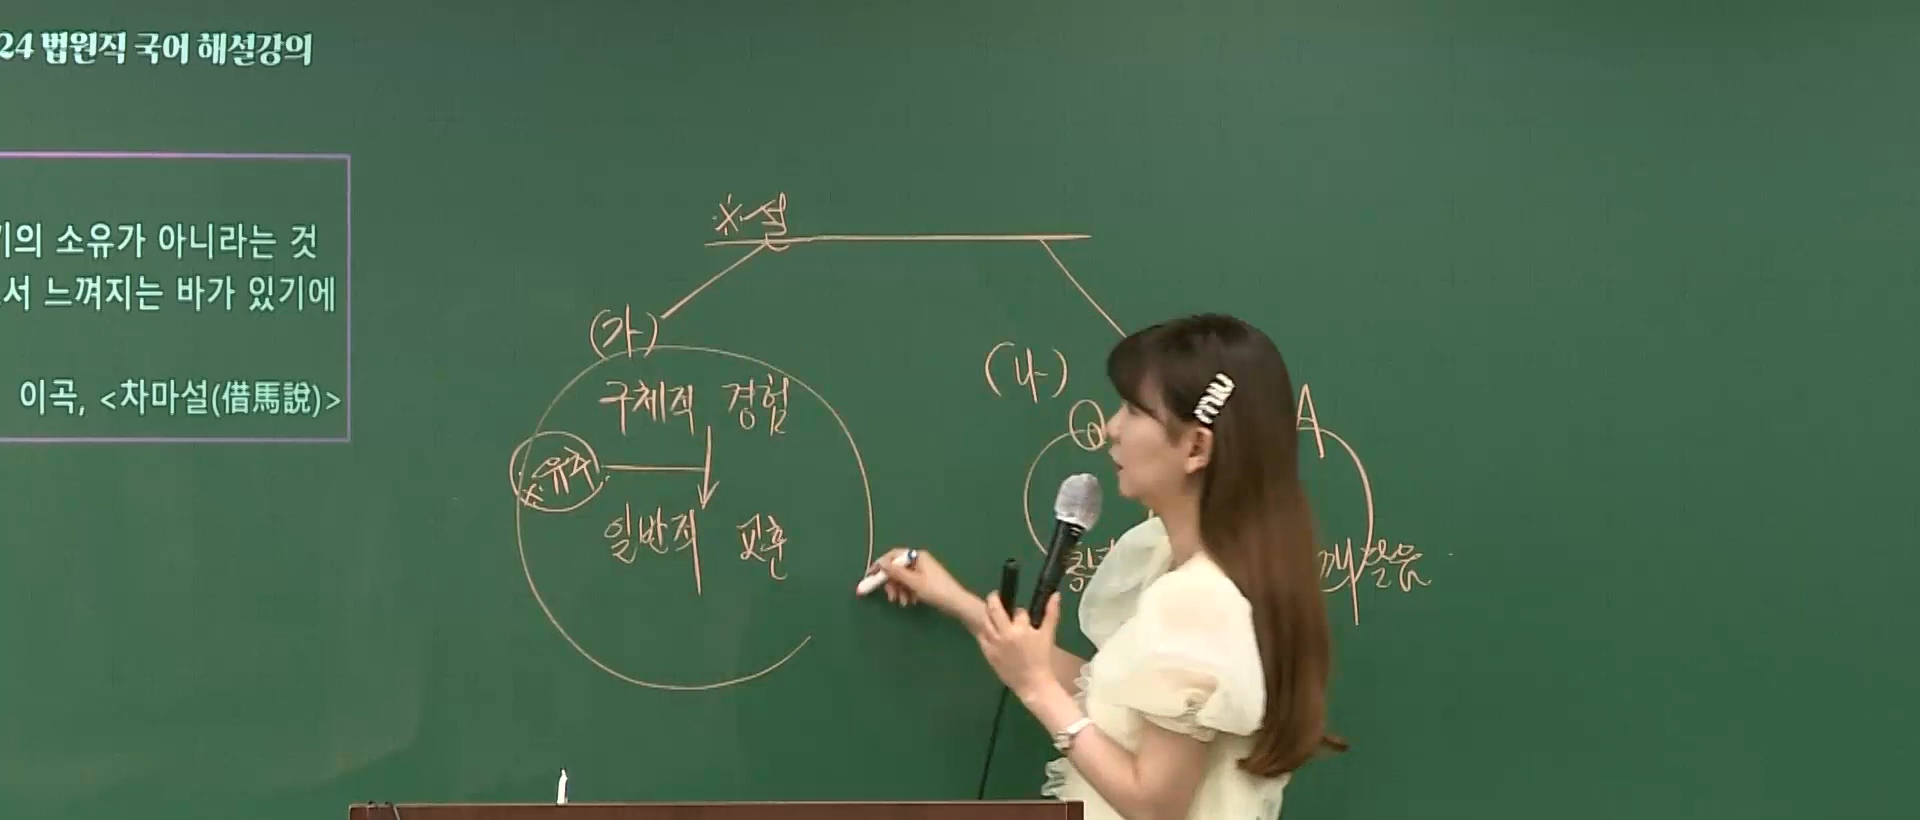 24 법원직 국어 해설강의
기의 소유가 아니라는 것
서 느껴지는 바가 있기에
이곡, <차마설(借馬說)>
※ 설
(가)
구체적 경험
※유추
일반적 교훈
(나)
Q A
깨달음